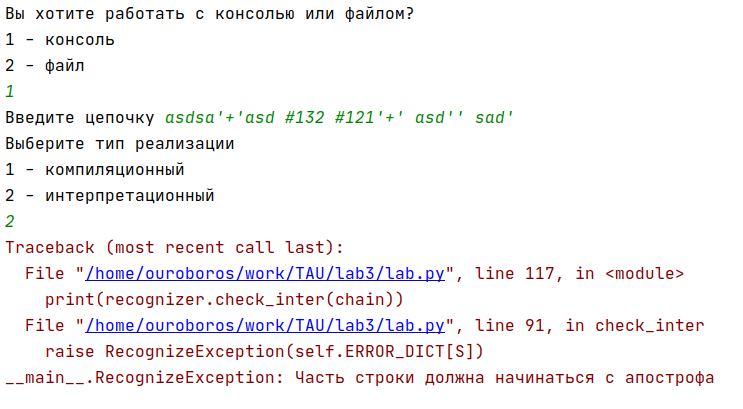 Вы хотите работать с консолью или файлом?
1 - консоль
2 - файл
1
Введите цепочку asdsa'+'asd #132 #121'+' asd'' sad'
Выберите тип реализации
1 - компиляционный
2 - интерпретационный
2
Traceback (most recent call last):
  File "/home/ouroboros/work/TAU/lab3/lab.py", line 117, in <module>
    print(recognizer.check_inter(chain))
  File "/home/ouroboros/work/TAU/lab3/lab.py", line 91, in check_inter
    raise RecognizeException(self.ERROR_DICT[S])
__main__.RecognizeException: Часть строки должна начинаться с апострофа